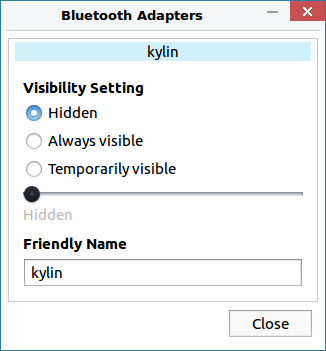 Bluetooth Adapters
kylin
Visibility Setting
Hidden
Always visible
Temporarily visible
Hidden
Friendly Name
kylin
Close